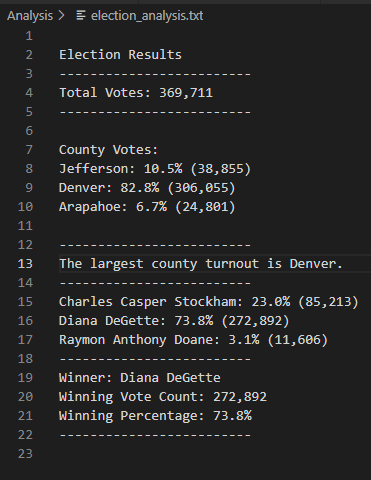 Analysis > election_analysis.txt
1
2 Election Results
3 -------------------------
4 Total Votes: 369,711
5 -------------------------
6
7 County Votes:
8 Jefferson: 10.5% (38,855)
9 Denver: 82.8% (306,055)
10 Arapahoe: 6.7% (24,801)
11
12 -------------------------
13 The largest county turnout is Denver.
14 -------------------------
15 Charles Casper Stockham: 23.0% (85,213)
16 Diana DeGette: 73.8% (272,892)
17 Raymon Anthony Doane: 3.1% (11,606)
18 -------------------------
19 Winner: Diana DeGette
20 Winning Vote Count: 272,892
21 Winning Percentage: 73.8%
22 -------------------------
23